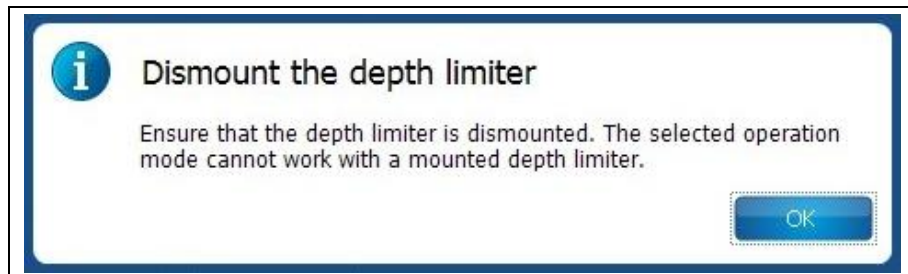 Dismount the depth limiter
Ensure that the depth limiter is dismounted. The selected operation
mode cannot work with a mounted depth limiter.
OK